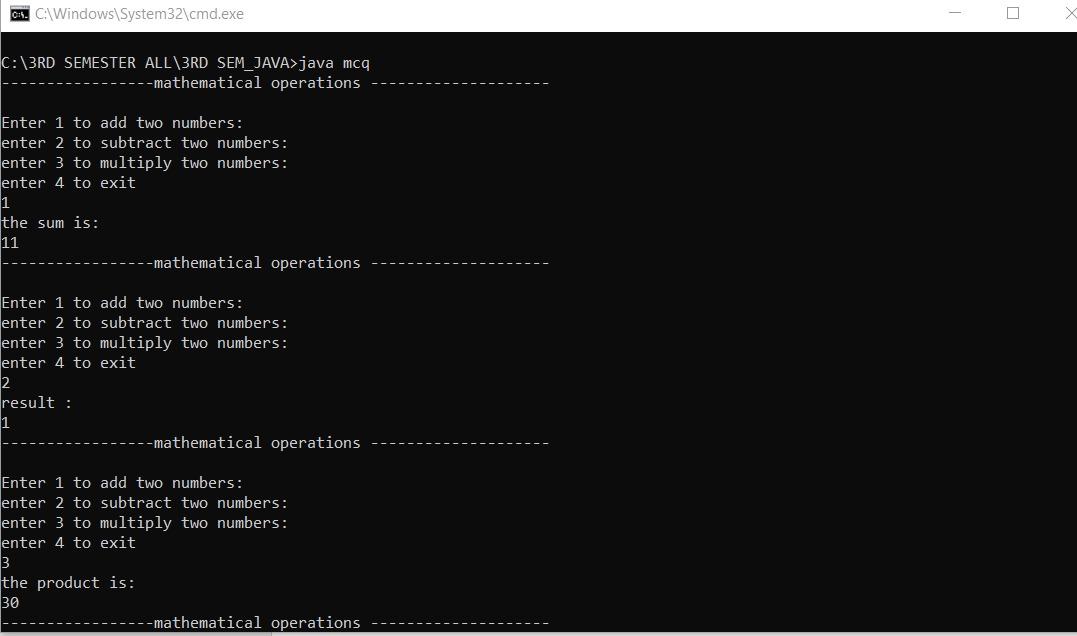 C:\Windows\System32\cmd.exe
C:\3RD SEMESTER ALL\3RD SEM_JAVA>java mcq
-----------------mathematical operations --------------------
Enter 1 to add two numbers:
enter 2 to subtract two numbers:
enter 3 to multiply two numbers:
enter 4 to exit
1
the sum is:
11
-----------------mathematical operations --------------------
Enter 1 to add two numbers:
enter 2 to subtract two numbers:
enter 3 to multiply two numbers:
enter 4 to exit
2
result :
1
-----------------mathematical operations --------------------
Enter 1 to add two numbers:
enter 2 to subtract two numbers:
enter 3 to multiply two numbers:
enter 4 to exit
3
the product is:
30
-----------------mathematical operations --------------------